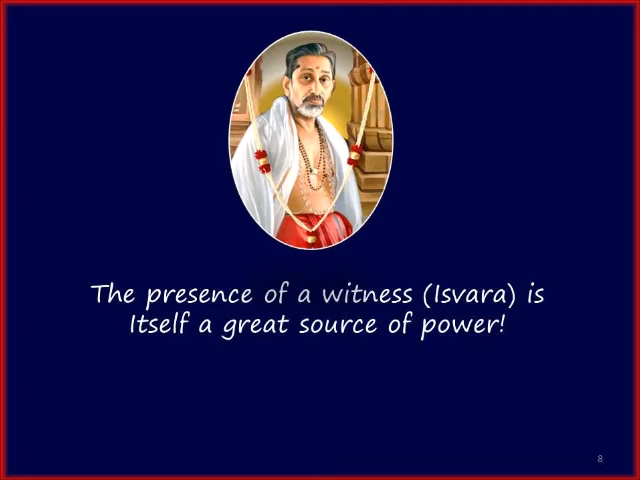 The presence of a witness (Isvara) is
Itself a great source of power!
8